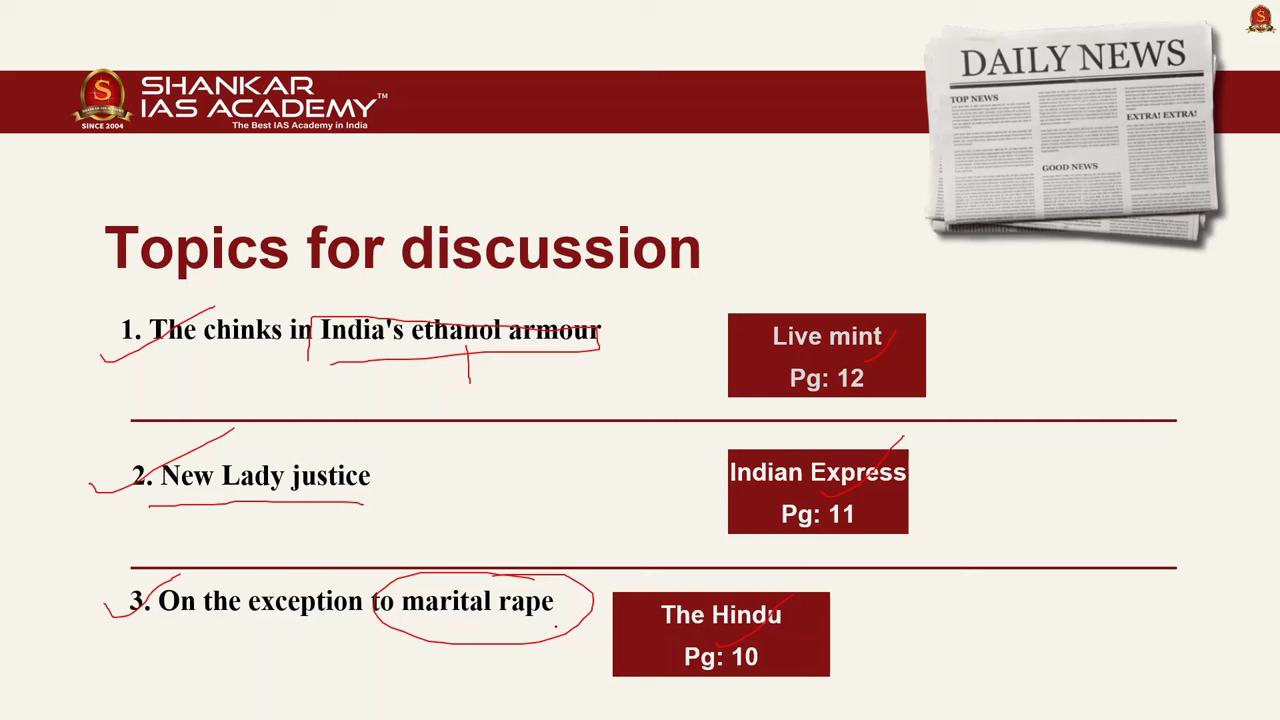 SHANKAR
IAS ACADEMY™
The Best IAS Academy in India
SINCE 2004
DAILY NEWS
TOP NEWS
EXTRA! EXTRA!
GOOD NEWS
Topics for discussion
1. The chinks in India's ethanol armour
Live mint
Pg: 12
2. New Lady justice
Indian Express
Pg: 11
3. On the exception to marital rape
The Hindu
Pg: 10